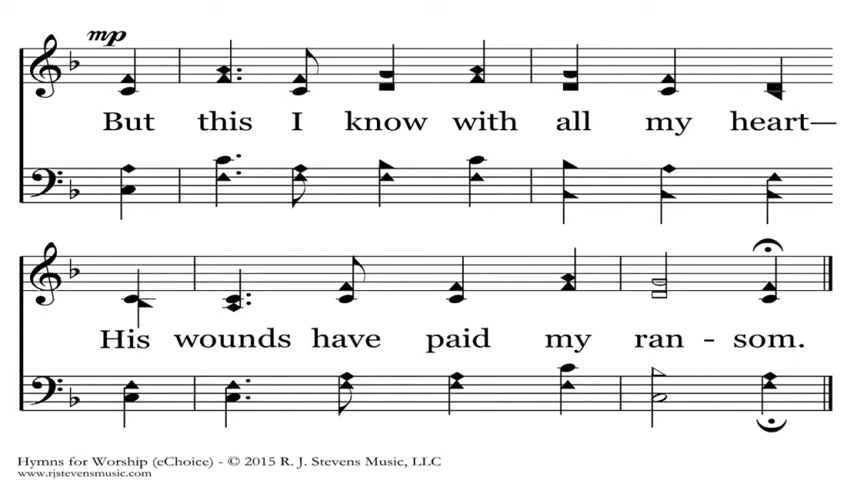 mp
But this I know with all my heart—
His wounds have paid my ran - som.
Hymns for Worship (eChoice) - © 2015 R. J. Stevens Music, LLC
www.rjstevensmusic.com